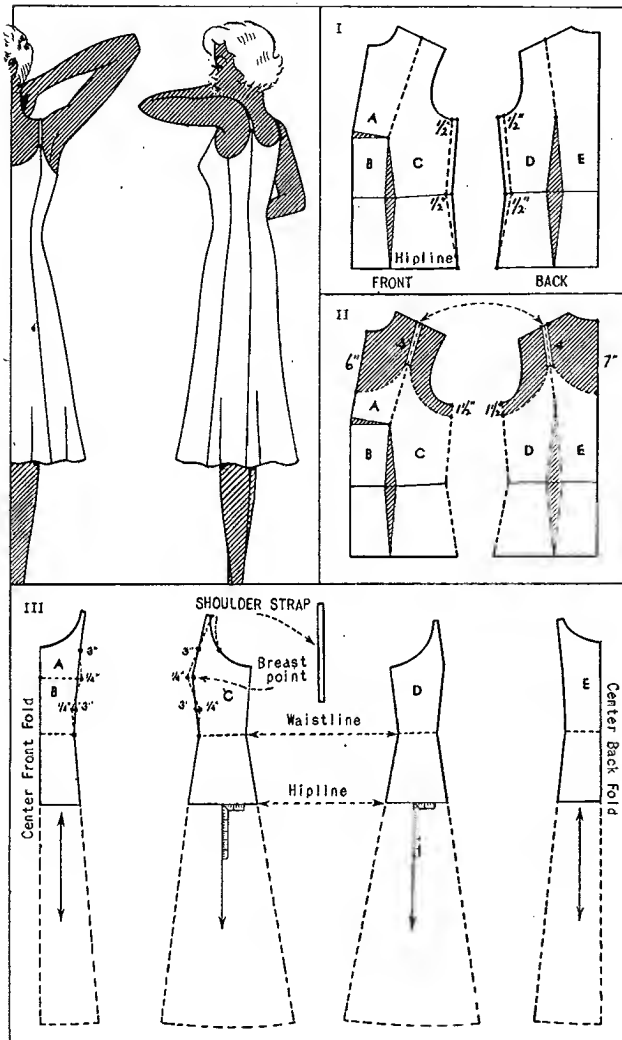 I
A
B
C
D
E
1/2"
1/2"
1/2"
1/2"
Hipline
FRONT
BACK
II
6"
7"
A
B
C
D
E
1 1/2"
1 1/2"
III
SHOULDER STRAP
Breast point
A
B
C
D
E
3"
1/4"
1/4"
3"
3"
1/4"
3'
1/4"
Waistline
Hipline
Center Front Fold
Center Back Fold